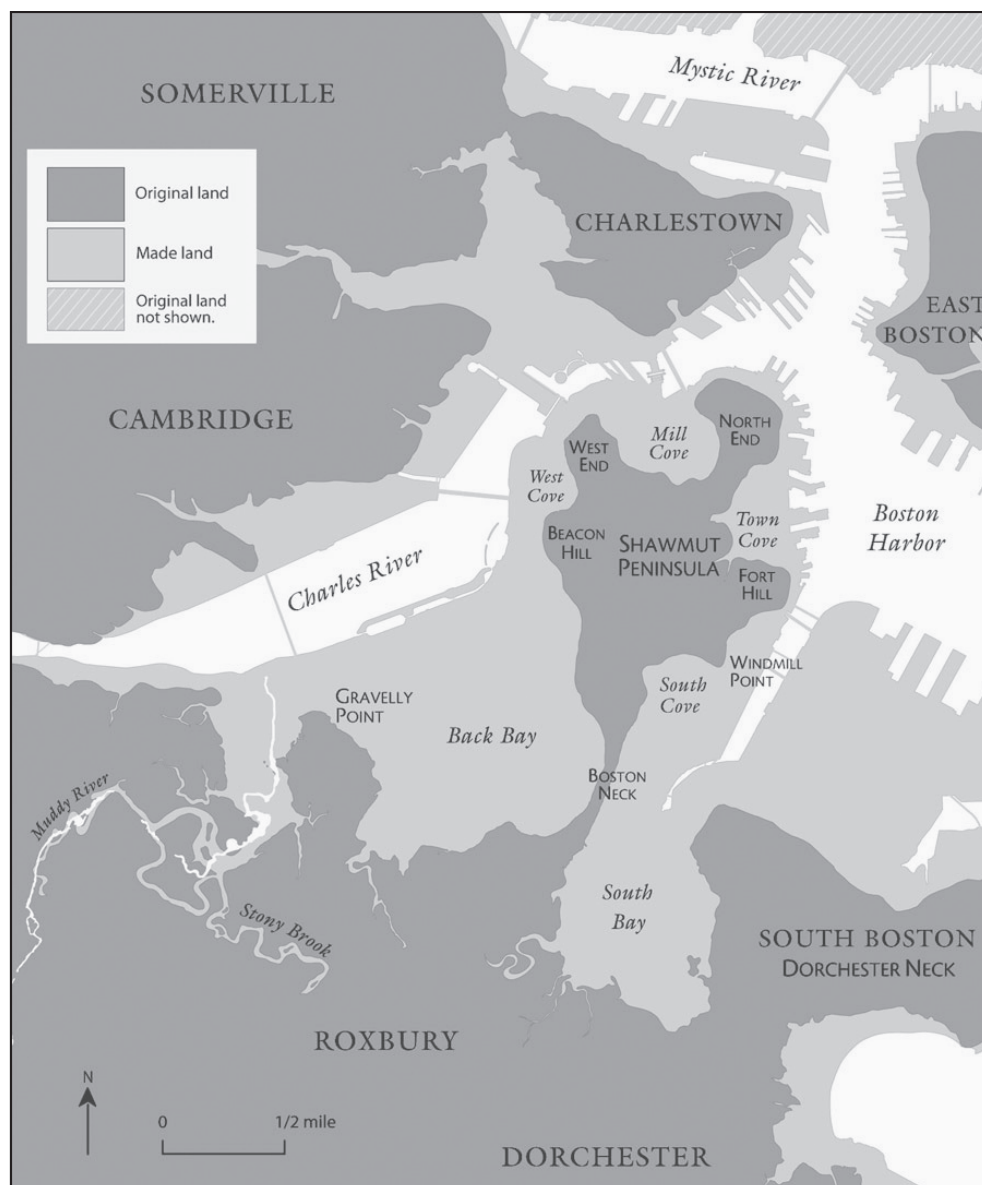 Mystic River
SOMERVILLE
Original land
Made land
Original land
not shown.
CHARLESTOWN
EAST
BOSTON
CAMBRIDGE
NORTH
END
Mill
Cove
WEST
END
West
Cove
Boston
Harbor
Town
Cove
BEACON
HILL
SHAWMUT
PENINSULA
Charles River
FORT
HILL
WINDMILL
POINT
South
Cove
GRAVELLY
POINT
Back Bay
BOSTON
NECK
Muddy River
South
Bay
Stony Brook
SOUTH BOSTON
DORCHESTER NECK
ROXBURY
N
0 1/2 mile
DORCHESTER